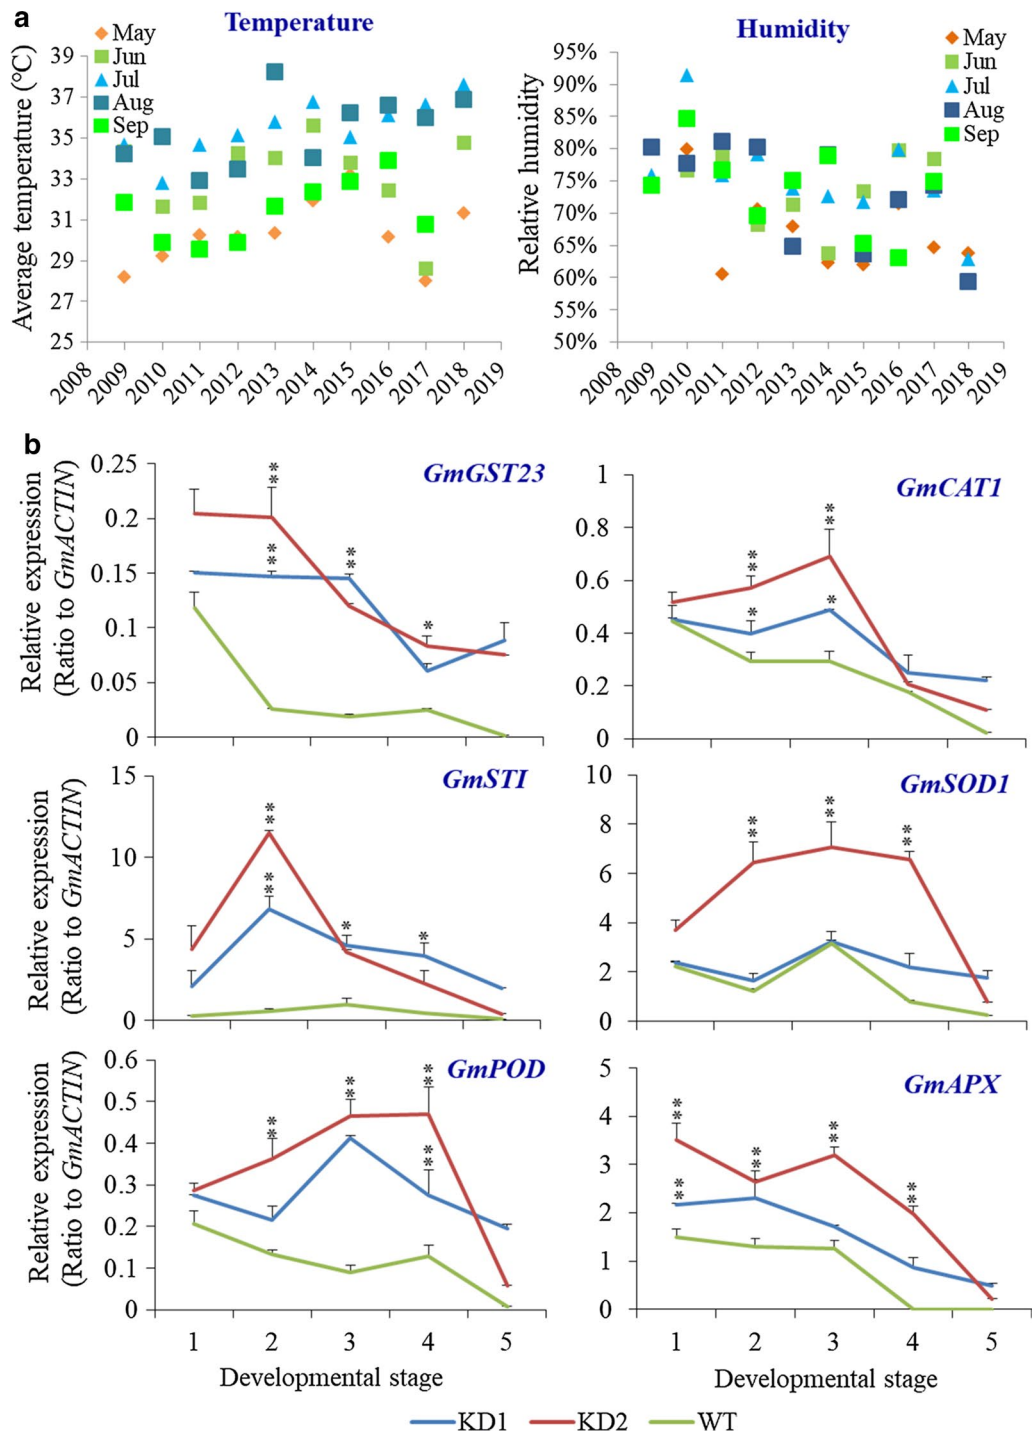 a
Temperature
May
Jun
Jul
Aug
Sep
Average temperature (°C)
39
37
35
33
31
29
27
25
2008 2009 2010 2011 2012 2013 2014 2015 2016 2017 2018 2019
Humidity
May
Jun
Jul
Aug
Sep
Relative humidity
95%
90%
85%
80%
75%
70%
65%
60%
55%
50%
2008 2009 2010 2011 2012 2013 2014 2015 2016 2017 2018 2019
b
GmGST23
Relative expression
(Ratio to GmACTIN)
0.25
0.2
0.15
0.1
0.05
0
** ** ** *
GmCAT1
1
0.8
0.6
0.4
0.2
0
** ** * *
GmSTI
Relative expression
(Ratio to GmACTIN)
15
10
5
0
** ** * *
GmSOD1
10
8
6
4
2
0
** ** **
GmPOD
Relative expression
(Ratio to GmACTIN)
0.6
0.5
0.4
0.3
0.2
0.1
0
** ** ** **
1 2 3 4 5
Developmental stage
GmAPX
5
4
3
2
1
0
** ** ** ** **
1 2 3 4 5
Developmental stage
KD1 KD2 WT